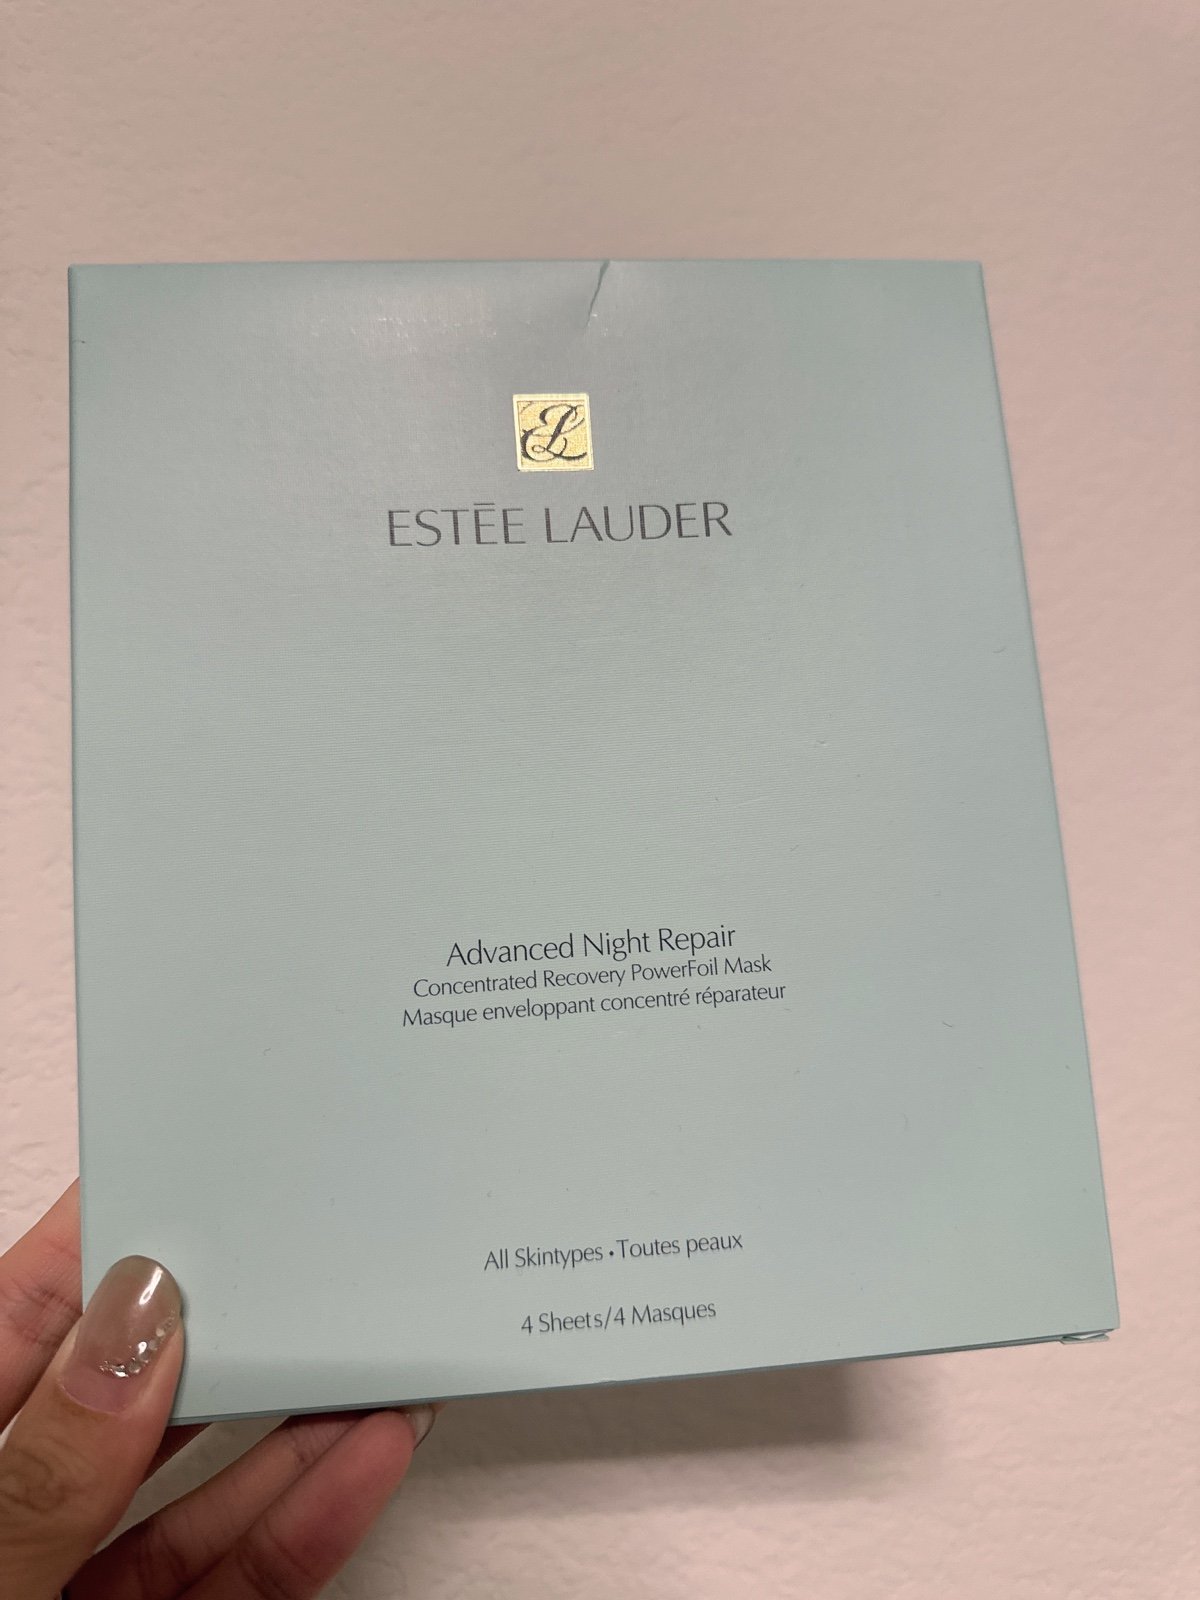 EL
ESTĒE LAUDER
Advanced Night Repair
Concentrated Recovery PowerFoil Mask
Masque enveloppant concentré réparateur
All Skintypes • Toutes peaux
4 Sheets/4 Masques